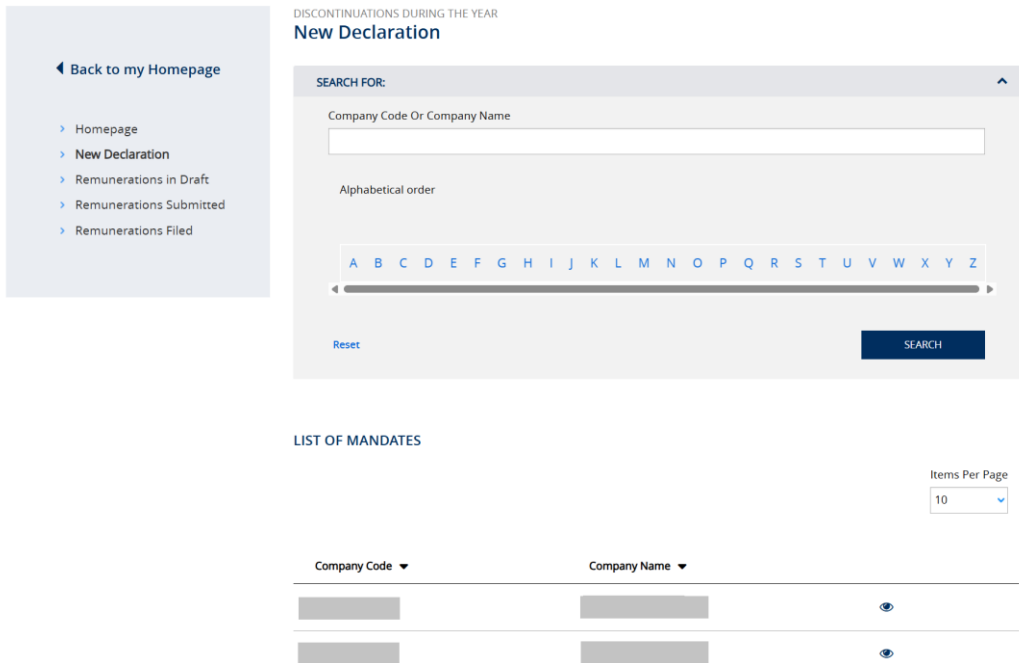 Back to my Homepage
Homepage
New Declaration
Remunerations in Draft
Remunerations Submitted
Remunerations Filed
DISCONTINUATIONS DURING THE YEAR
New Declaration
SEARCH FOR:
Company Code Or Company Name
Alphabetical order
A B C D E F G H I J K L M N O P Q R S T U V W X Y Z
Reset
SEARCH
LIST OF MANDATES
Items Per Page
10
Company Code Company Name